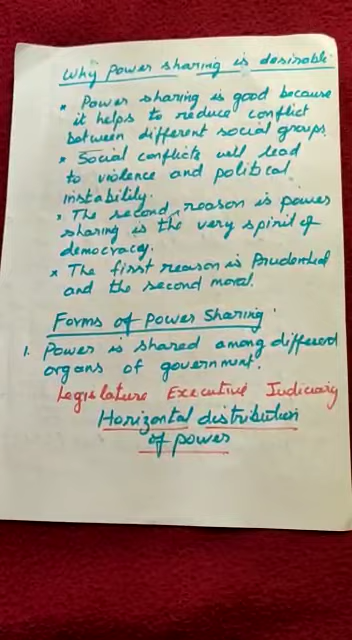 Why Power sharing is desirable.
* Power sharing is good because
it helps to reduce conflict
between different social groups.
* Social conflicts will lead
to violence and political
instability.
* The second reason is power
sharing is the very spirit of
democracy.
* The first reason is Prudential
and the second moral.
Forms of Power Sharing
1. Power is shared among different
organs of government.
Legislature Executive Judiciary
Horizontal distribution
of power